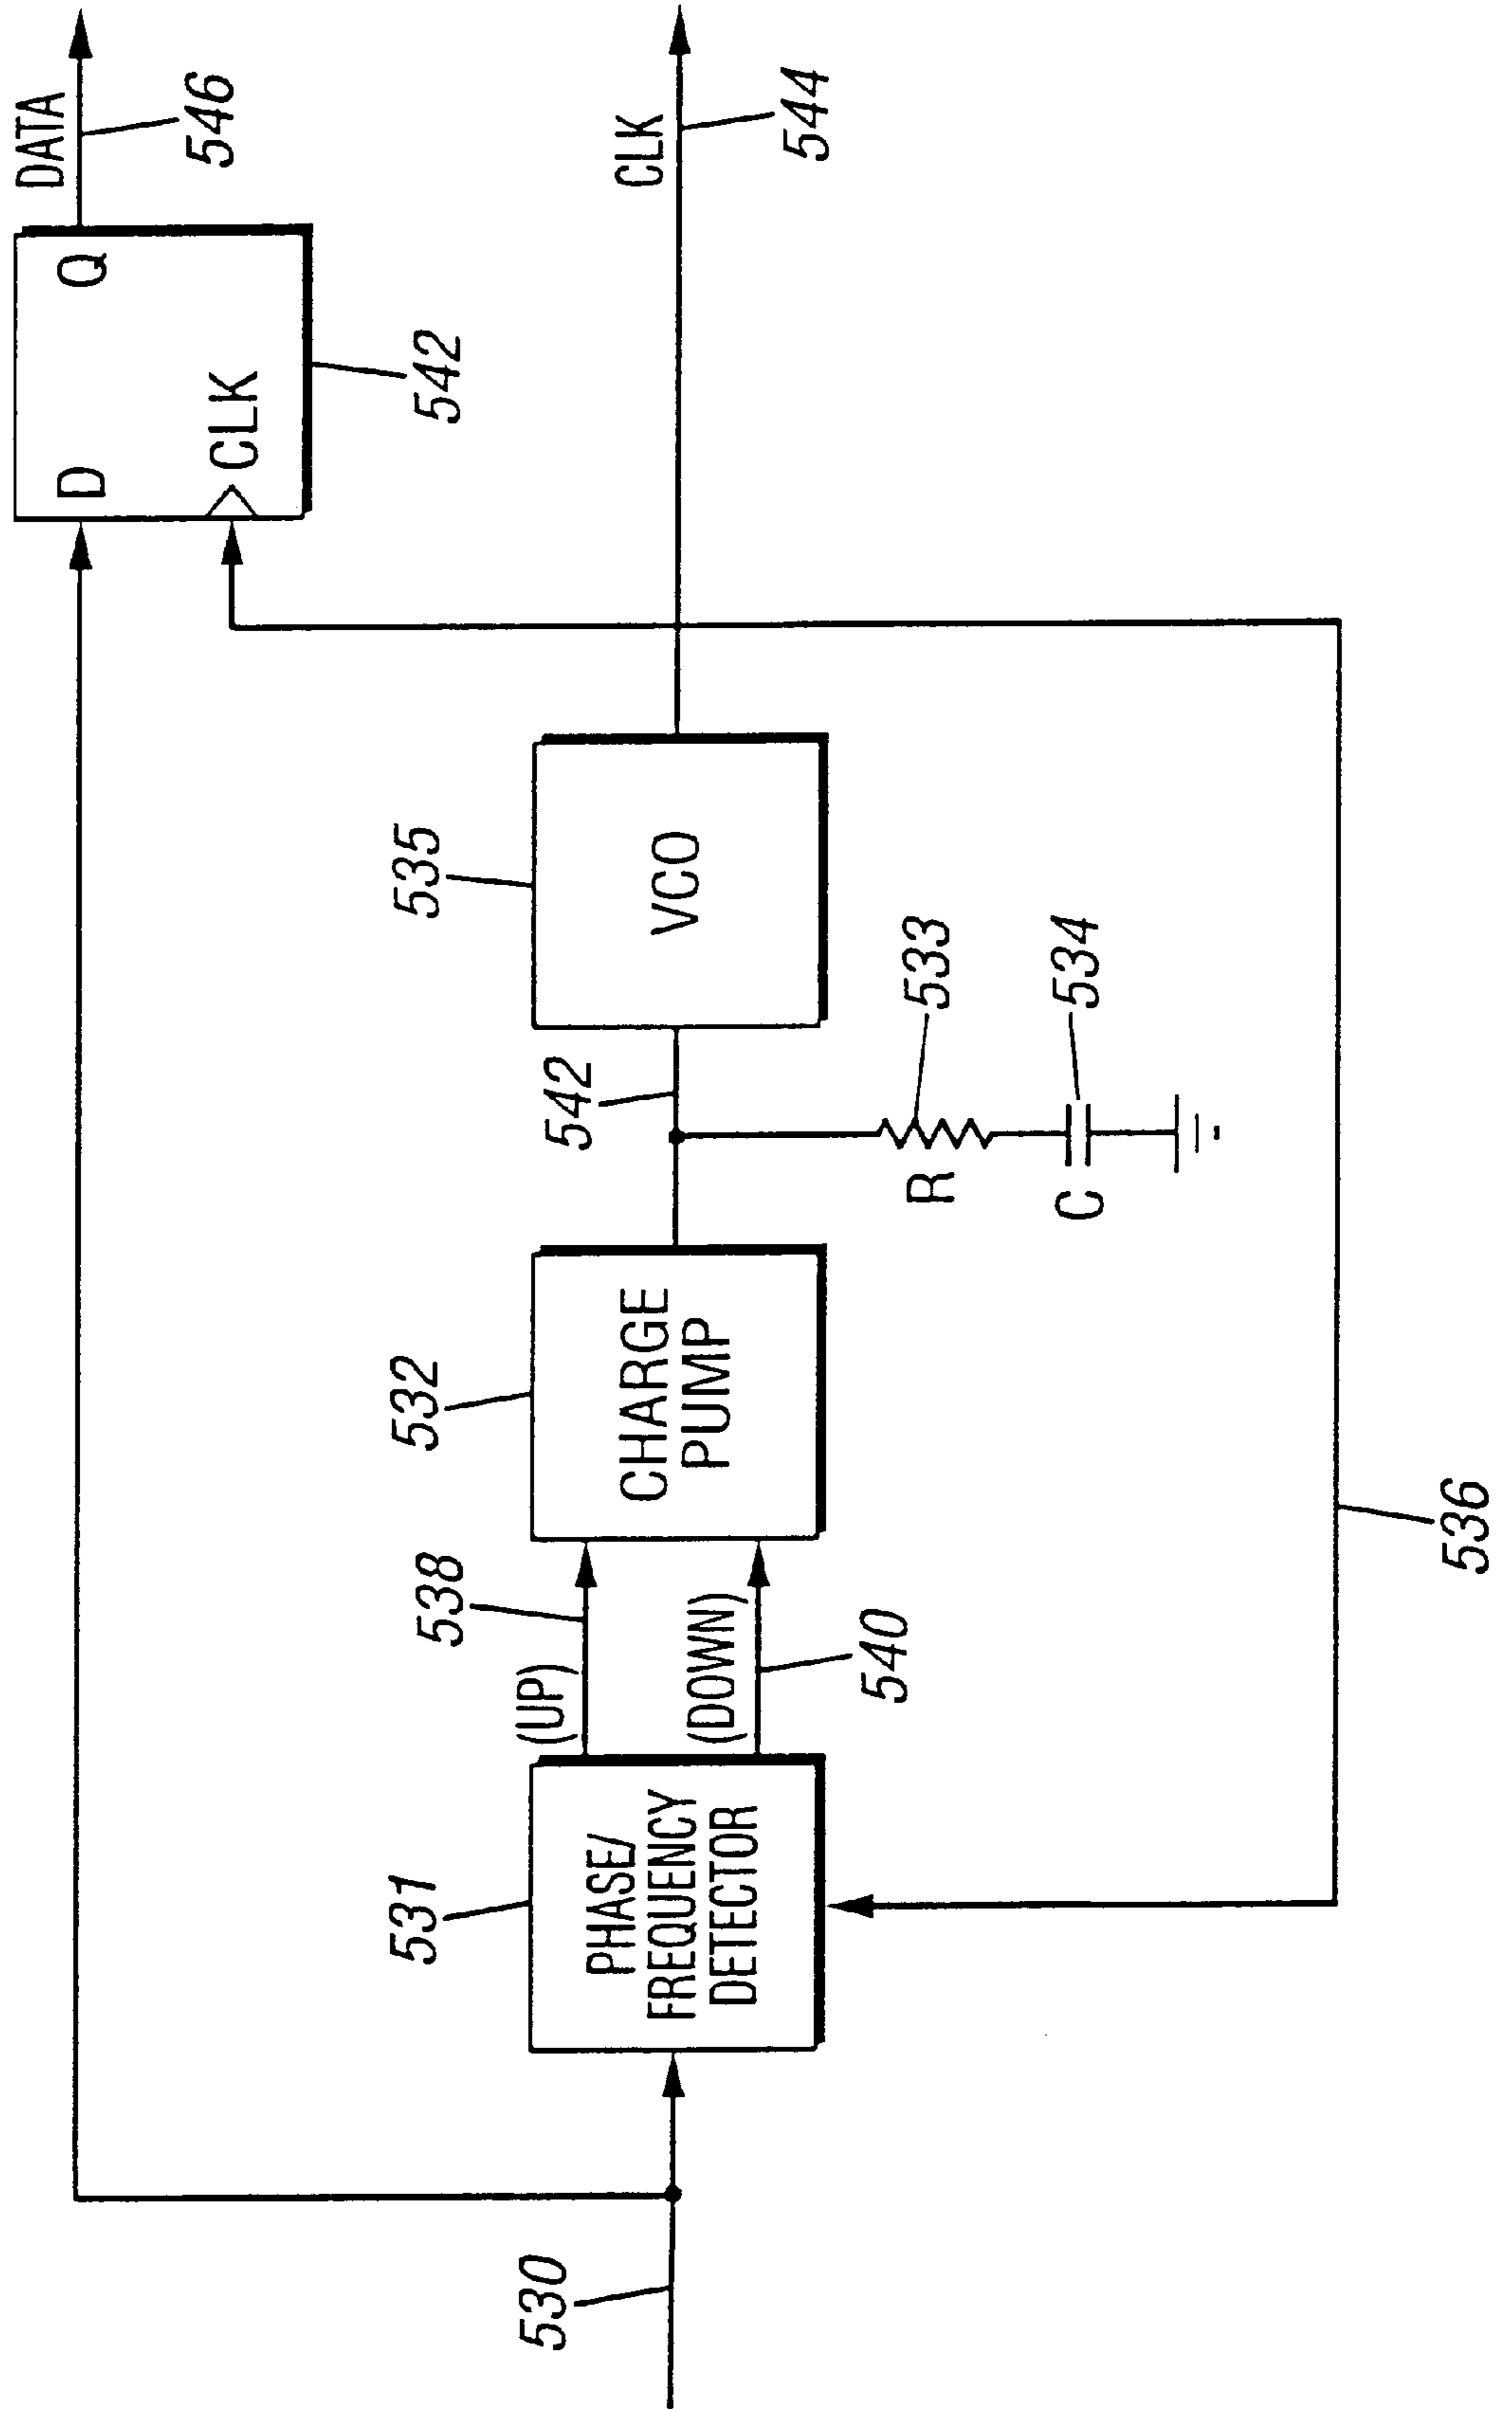 DATA
546
D
Q
CLK
542
CLK
544
535
VCO
542
533
R
534
C
532
CHARGE
PUMP
538
(UP)
(DOWN)
540
531
PHASE/
FREQUENCY
DETECTOR
530
536